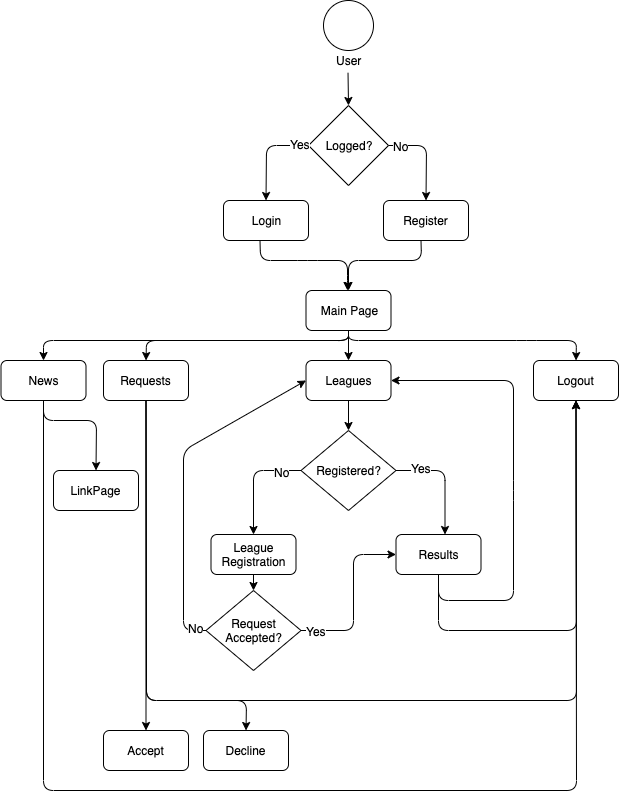 User
Logged?
Yes
No
Login
Register
Main Page
News
Requests
Leagues
Logout
LinkPage
Registered?
No
Yes
League
Registration
Results
Request
Accepted?
No
Yes
Accept
Decline